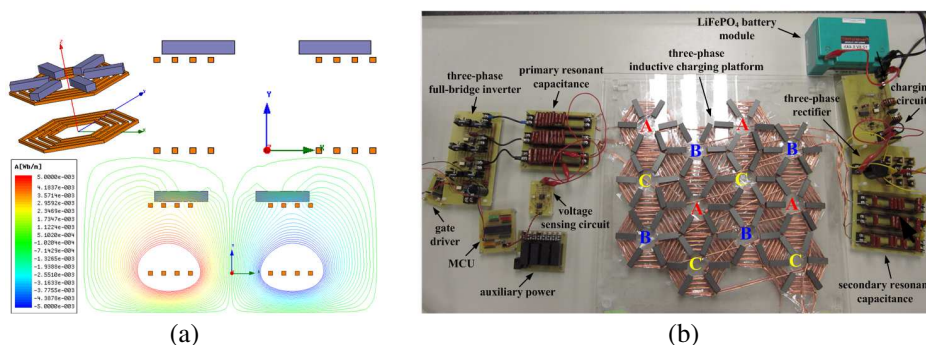 A[Wb/m]
5.0000e-003
4.1837e-003
3.5714e-003
2.9592e-003
2.3469e-003
1.7347e-003
1.1224e-003
5.1020e-004
-1.0204e-004
-7.1429e-004
-1.3265e-003
-1.9388e-003
-2.5510e-003
-3.1633e-003
-3.7755e-003
-4.3878e-003
-5.0000e-003
Y
X
(a)
LiFePO4 battery
module
three-phase
inductive charging platform
primary resonant
capacitance
three-phase
full-bridge inverter
three-phase
rectifier
charging
circuit
A
A
B
B
C
C
A
A
B
B
C
C
gate
driver
MCU
voltage
sensing circuit
auxiliary power
secondary resonant
capacitance
(b)